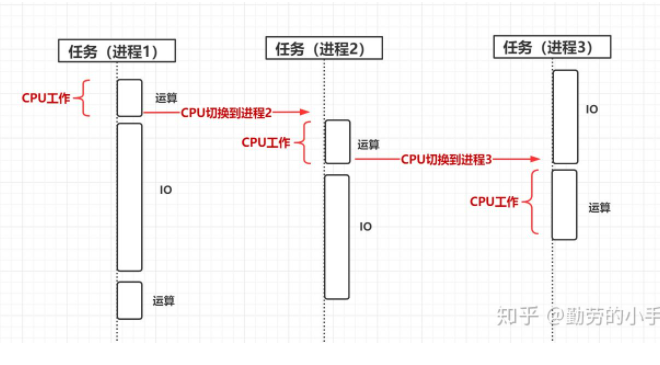 任务（进程1）
任务（进程2）
任务（进程3）
CPU工作
运算
CPU切换到进程2
IO
CPU工作
运算
CPU切换到进程3
IO
CPU工作
运算
IO
运算
知乎 @勤劳的小手